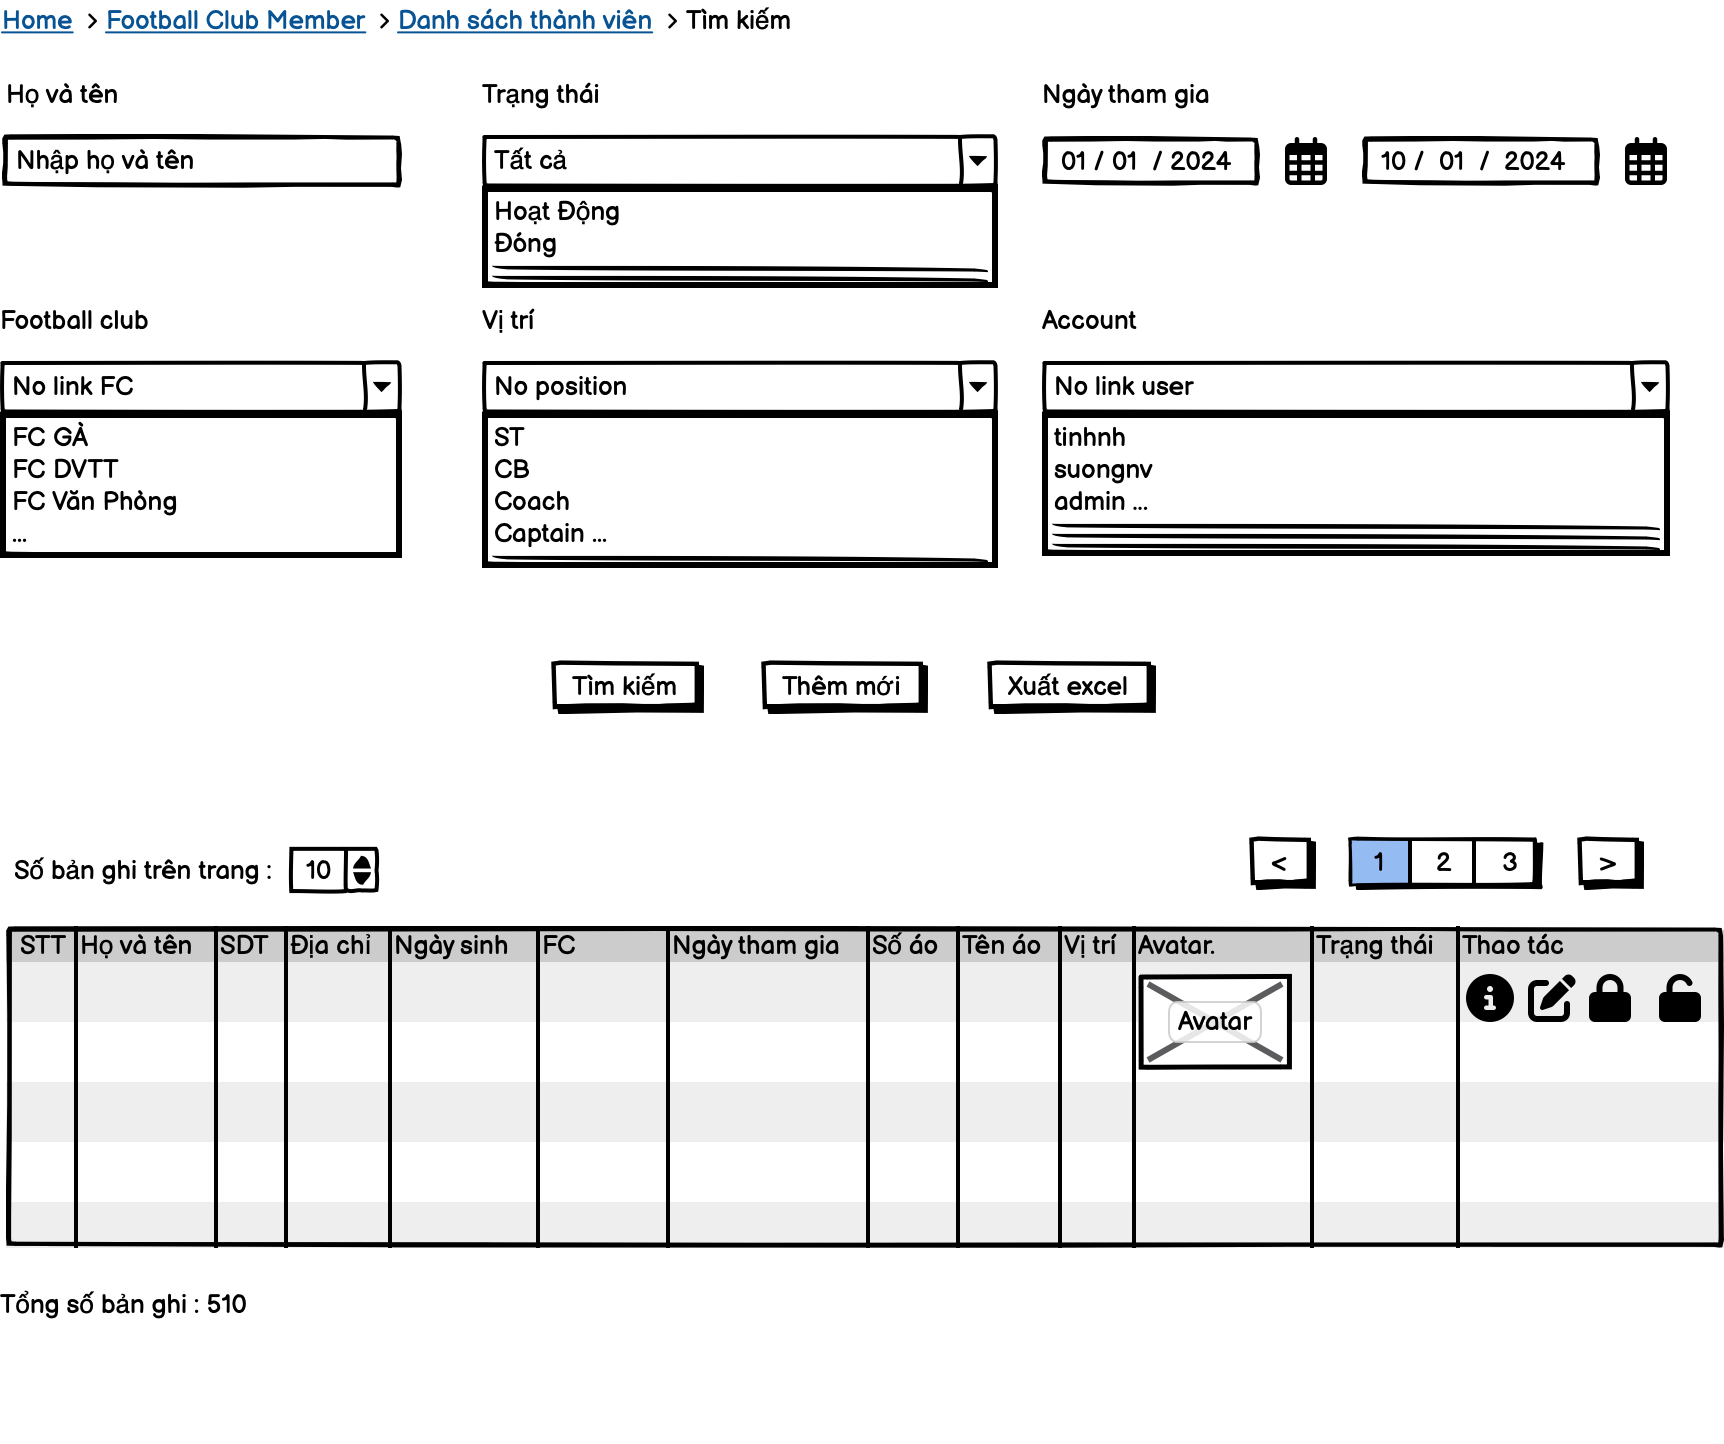 Home > Football Club Member > Danh sách thành viên > Tìm kiếm
Họ và tên Trạng thái Ngày tham gia
Nhập họ và tên Tất cả 01 / 01 / 2024 10 / 01 / 2024
Hoạt Động
Đóng
Football club Vị trí Account
No link FC No position No link user
FC GÀ ST tinhnh
FC DVTT CB suongnv
FC Văn Phòng Coach admin ...
... Captain ...
Tìm kiếm Thêm mới Xuất excel
Số bản ghi trên trang : 10 < 1 2 3 >
STT Họ và tên SDT Địa chỉ Ngày sinh FC Ngày tham gia Số áo Tên áo Vị trí Avatar. Trạng thái Thao tác
Avatar
Tổng số bản ghi : 510